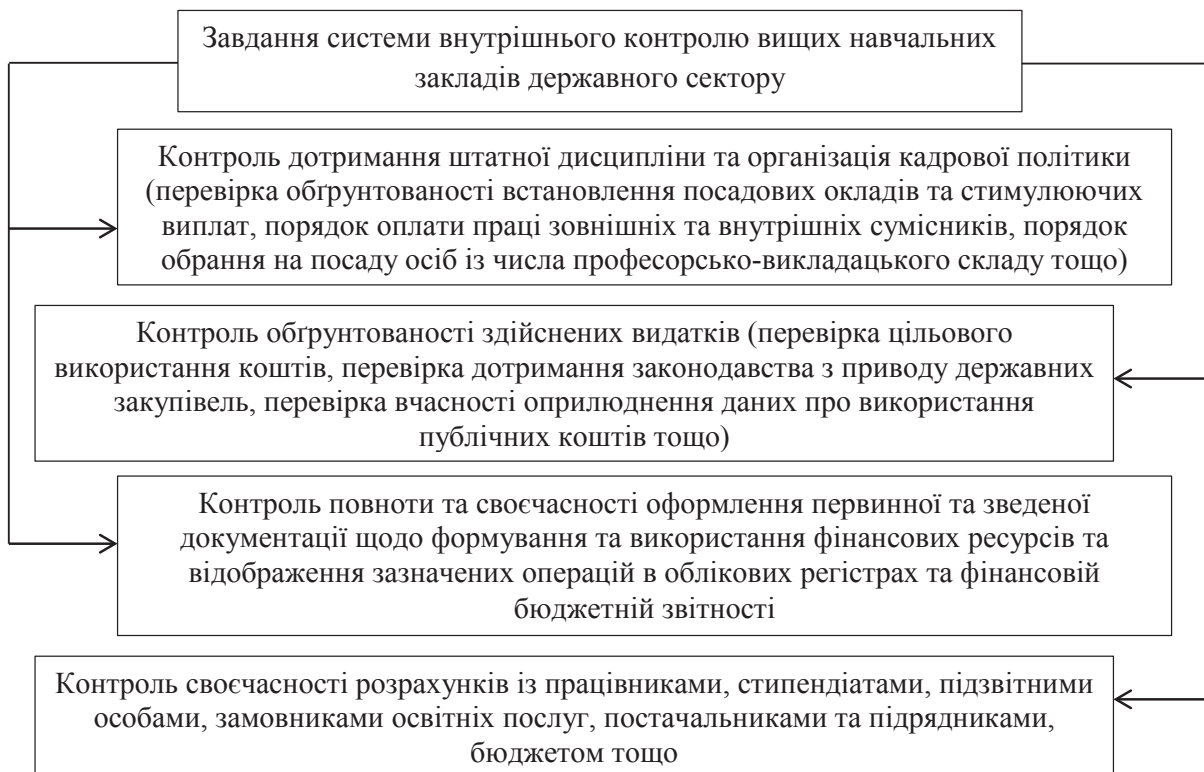 Завдання системи внутрішнього контролю вищих навчальних
закладів державного сектору
Контроль дотримання штатної дисципліни та організація кадрової політики
(перевірка обґрунтованості встановлення посадових окладів та стимулюючих
виплат, порядок оплати праці зовнішніх та внутрішніх сумісників, порядок
обрання на посаду осіб із числа професорсько-викладацького складу тощо)
Контроль обґрунтованості здійснених видатків (перевірка цільового
використання коштів, перевірка дотримання законодавства з приводу державних
закупівель, перевірка вчасності оприлюднення даних про використання
публічних коштів тощо)
Контроль повноти та своєчасності оформлення первинної та зведеної
документації щодо формування та використання фінансових ресурсів та
відображення зазначених операцій в облікових регістрах та фінансовій
бюджетній звітності
Контроль своєчасності розрахунків із працівниками, стипендіатами, підзвітними
особами, замовниками освітніх послуг, постачальниками та підрядниками,
бюджетом тощо